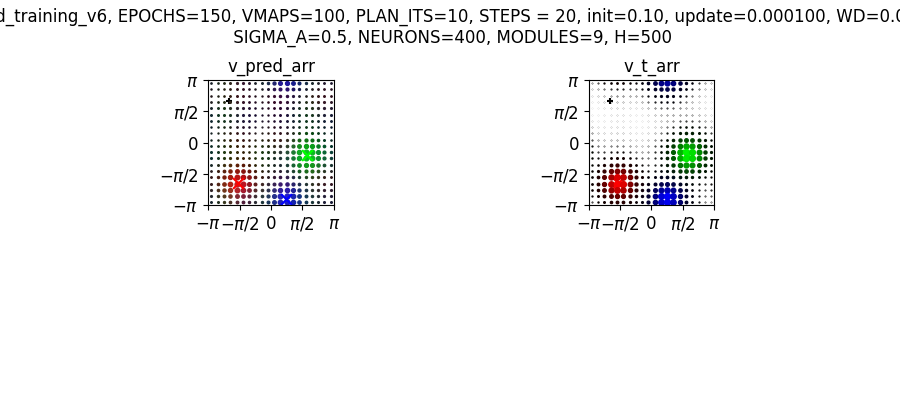 d_training_v6, EPOCHS=150, VMAPS=100, PLAN_ITS=10, STEPS = 20, init=0.10, update=0.000100, WD=0.0
SIGMA_A=0.5, NEURONS=400, MODULES=9, H=500
v_pred_arr v_t_arr
π π
π/2 π/2
0 0
−π/2 −π/2
−π −π
−π −π/2 0 π/2 π −π −π/2 0 π/2 π